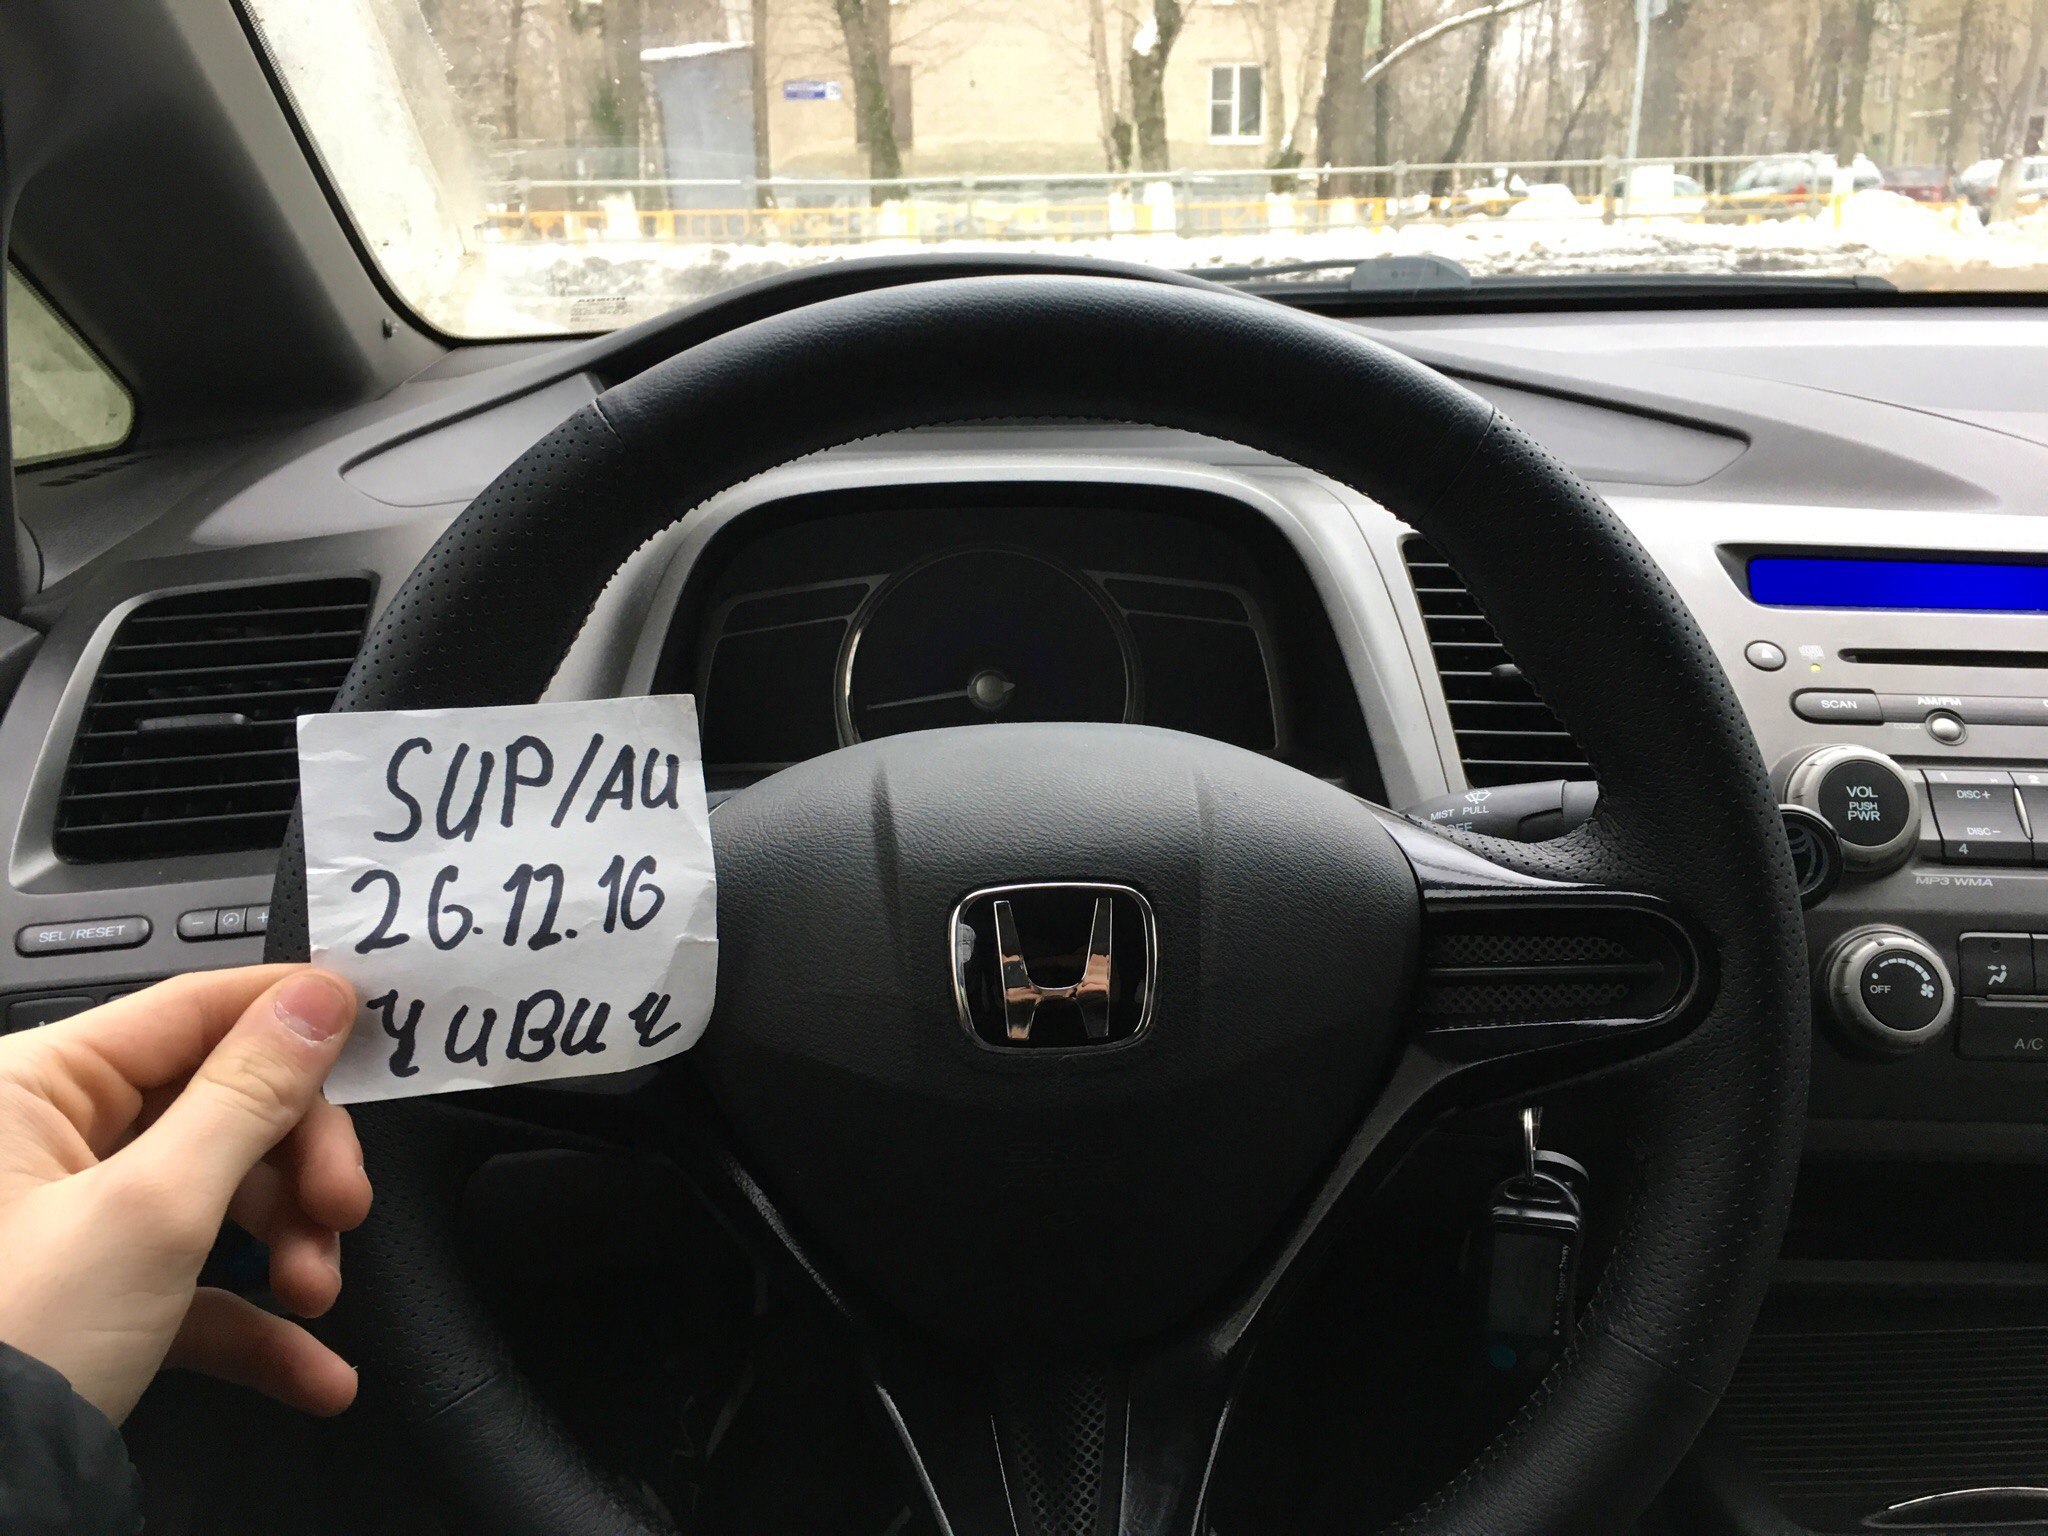 SUP/AU
26.12.16
ЧиВиЧ
SEL/RESET
MIST PULL
OFF
SCAN
AM/FM
VOL
PUSH
PWR
DISC+
DISC-
4
MP3 WMA
OFF
A/C